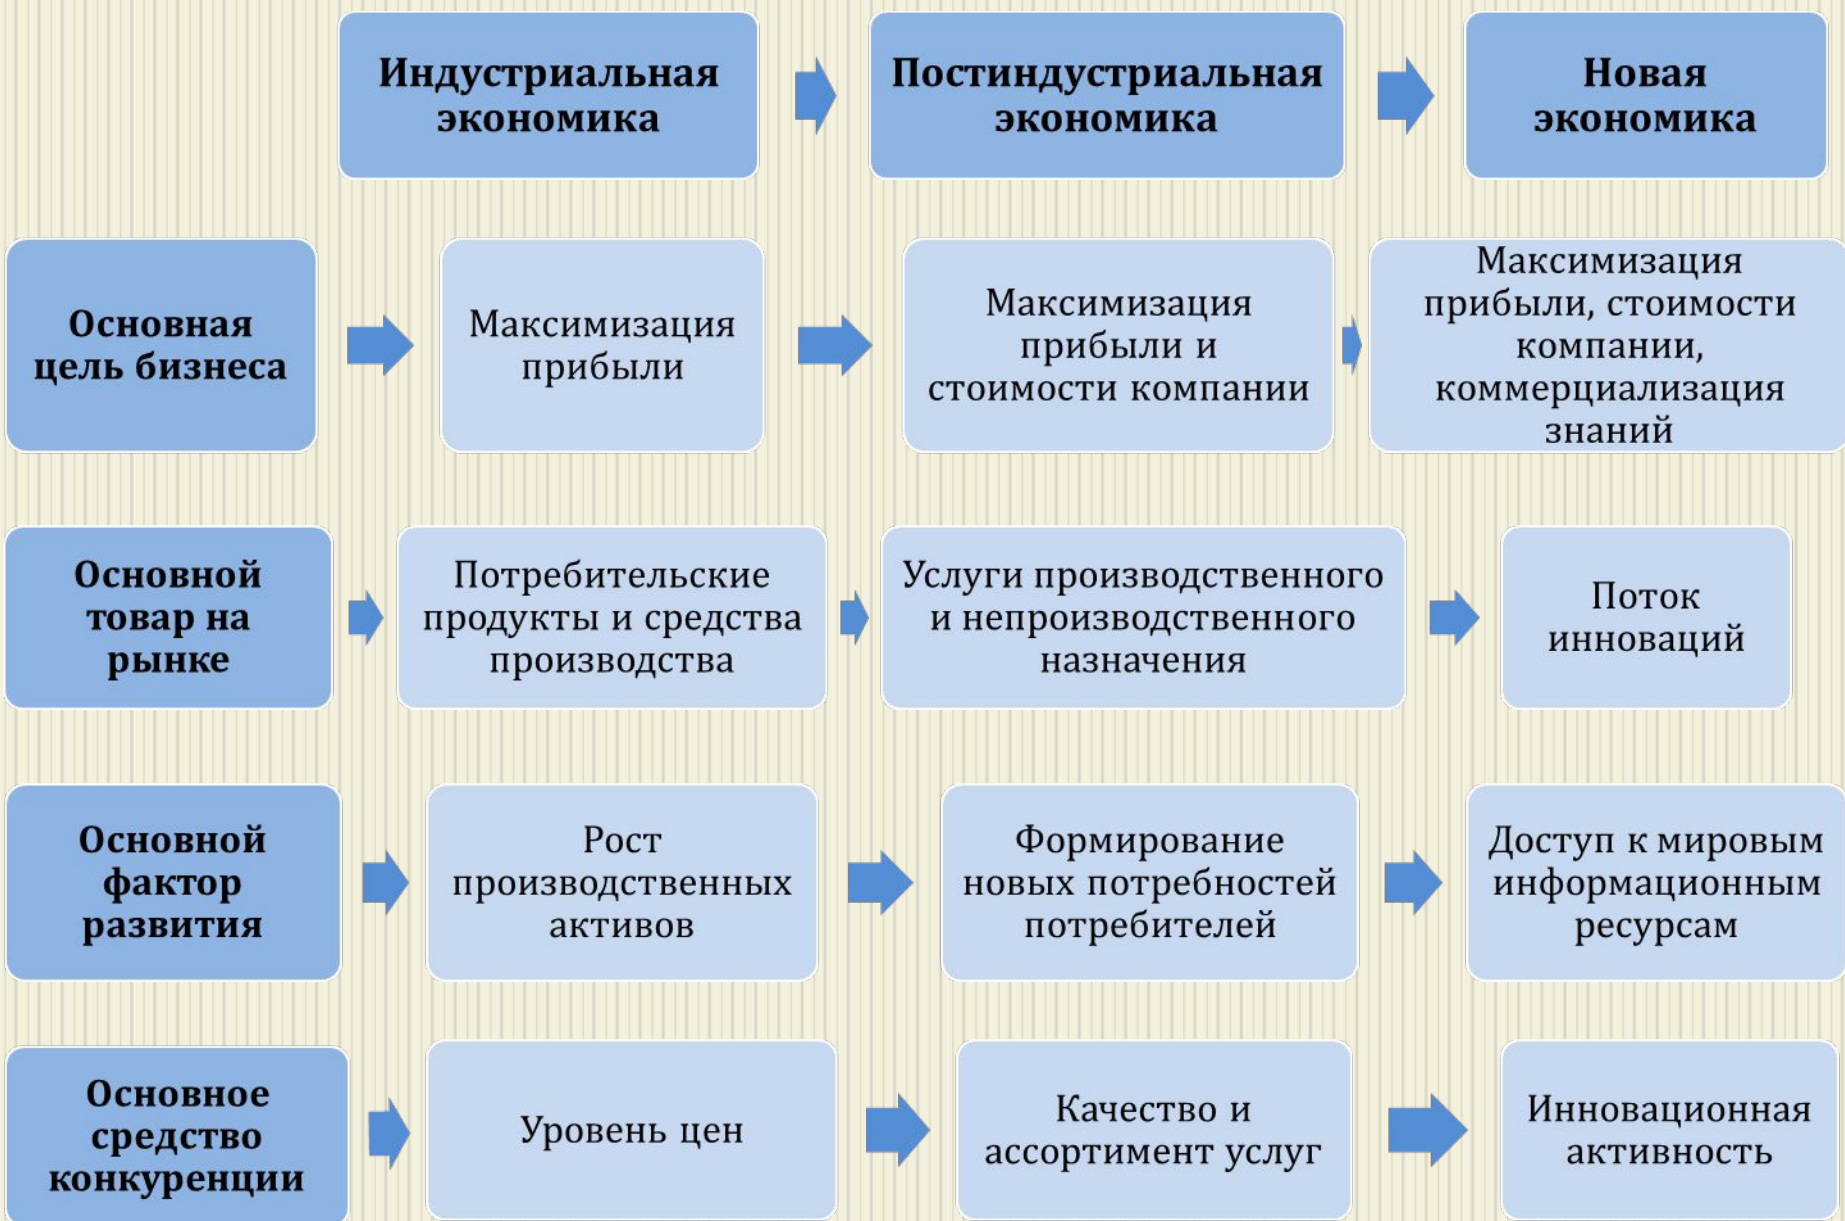 Индустриальная
экономика
Постиндустриальная
экономика
Новая
экономика
Основная
цель бизнеса
Максимизация
прибыли
Максимизация
прибыли и
стоимости компании
Максимизация
прибыли, стоимости
компании,
коммерциализация
знаний
Основной
товар на
рынке
Потребительские
продукты и средства
производства
Услуги производственного
и непроизводственного
назначения
Поток
инноваций
Основной
фактор
развития
Рост
производственных
активов
Формирование
новых потребностей
потребителей
Доступ к мировым
информационным
ресурсам
Основное
средство
конкуренции
Уровень цен
Качество и
ассортимент услуг
Инновационная
активность